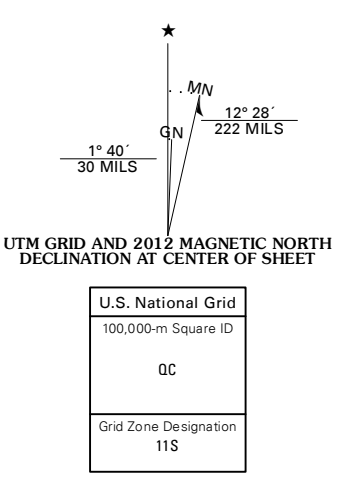 MN
12° 28´
222 MILS
GN
1° 40´
30 MILS
UTM GRID AND 2012 MAGNETIC NORTH
DECLINATION AT CENTER OF SHEET
U.S. National Grid
100,000-m Square ID
QC
Grid Zone Designation
11S